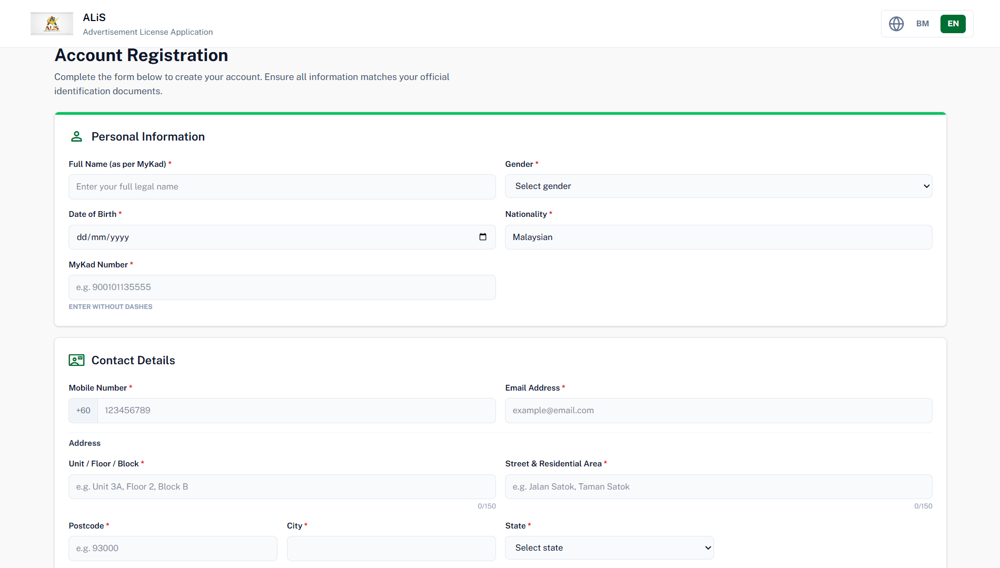 ALiS
ALiS
Advertisement License Application
BM
EN
Account Registration
Complete the form below to create your account. Ensure all information matches your official
identification documents.
Personal Information
Full Name (as per MyKad) *
Gender *
Enter your full legal name
Select gender
Date of Birth *
Nationality *
dd/mm/yyyy
Malaysian
MyKad Number *
e.g. 900101135555
ENTER WITHOUT DASHES
Contact Details
Mobile Number *
Email Address *
+60 123456789
example@email.com
Address
Unit / Floor / Block *
Street & Residential Area *
e.g. Unit 3A, Floor 2, Block B
e.g. Jalan Satok, Taman Satok
0/150
0/150
Postcode *
City *
State *
e.g. 93000
Select state